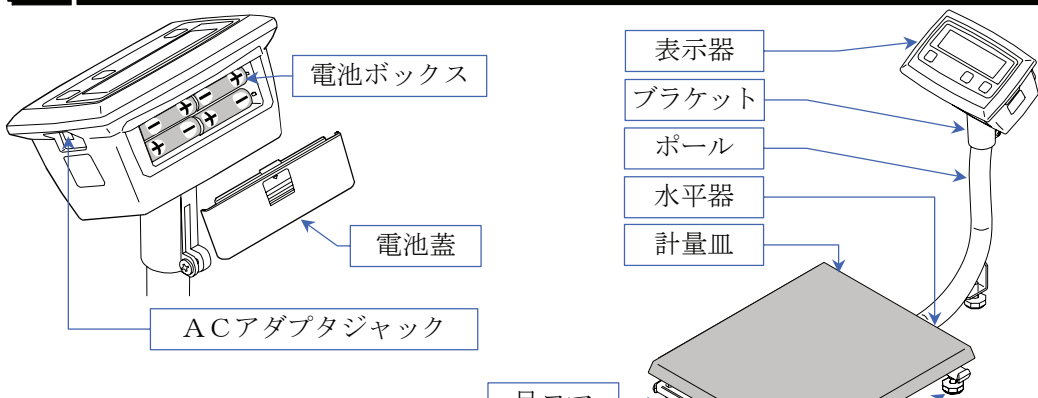 電池ボックス
電池蓋
ACアダプタジャック
表示器
ブラケット
ポール
水平器
計量皿